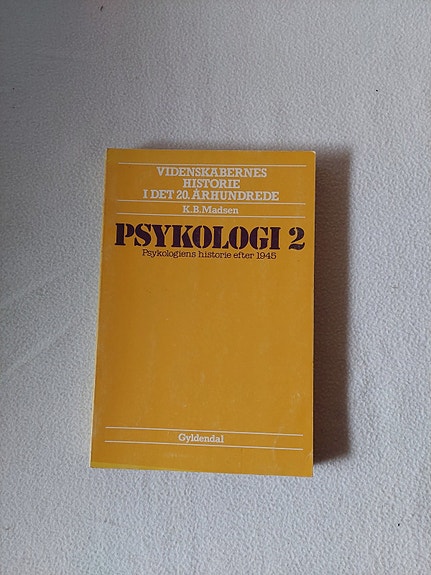 VIDENSKABERNES
HISTORIE
I DET 20. ÅRHUNDREDE
K.B. Madsen
PSYKOLOGI 2
Psykologiens historie efter 1945
Gyldendal